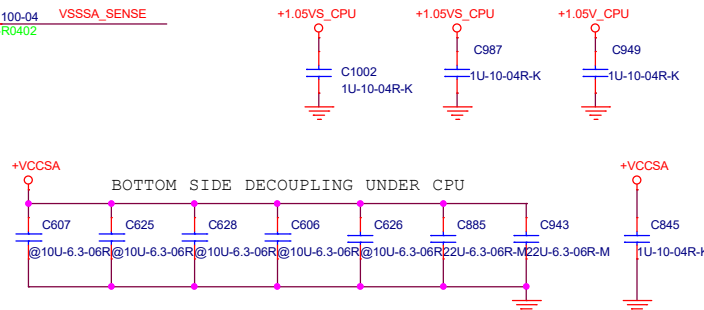 100-04 VSSSA_SENSE
R0402
+1.05VS_CPU +1.05VS_CPU +1.05V_CPU
C1002
1U-10-04R-K
C987
1U-10-04R-K
C949
1U-10-04R-K
+VCCSA
BOTTOM SIDE DECOUPLING UNDER CPU
+VCCSA
C607 C625 C628 C606 C626 C885 C943 C845
@10U-6.3-06R @10U-6.3-06R @10U-6.3-06R @10U-6.3-06R @10U-6.3-06R 22U-6.3-06R-M 22U-6.3-06R-M 1U-10-04R-K